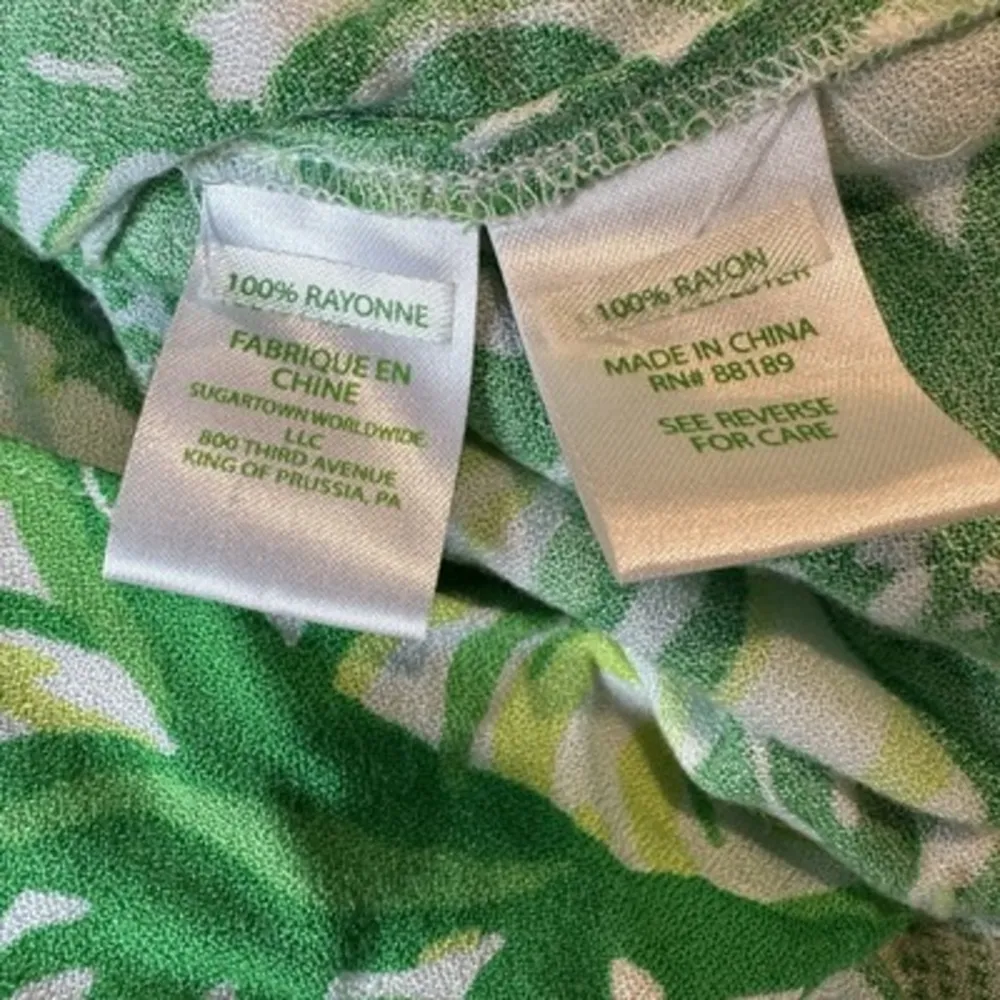 100% RAYONNE
FABRIQUE EN
CHINE
SUGARTOWN WORLDWIDE
LLC
800 THIRD AVENUE
KING OF PRUSSIA, PA
100% RAYON
MADE IN CHINA
RN# 88189
SEE REVERSE
FOR CARE